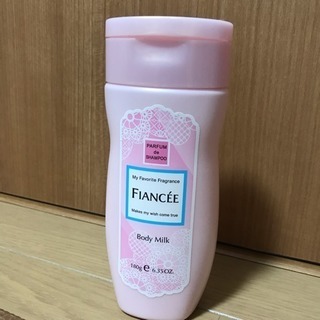 PARFUM
de
SHAMPOO
My Favorite Fragrance
FIANCÉE
Makes my wish come true
Body Milk
180g e 6.35OZ.